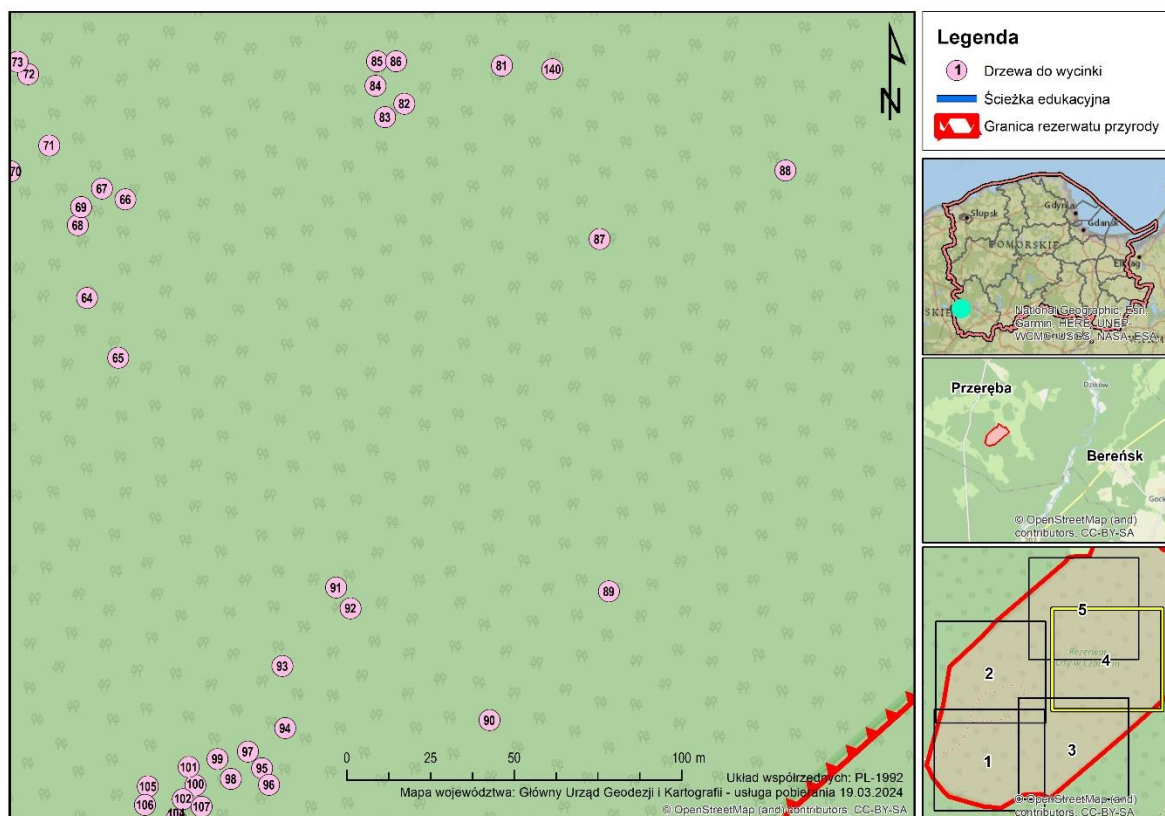 73
72
85
86
81
140
84
82
83
71
70
88
67
66
69
68
87
64
65
91
92
89
93
90
94
97
99
101
95
98
100
96
105
102
106
107
104
N
0 25 50 100 m
Układ współrzędnych: PL-1992
Mapa województwa: Główny Urząd Geodezji i Kartografii - usługa pobierania 19.03.2024
© OpenStreetMap (and) contributors, CC-BY-SA
Legenda
1 Drzewa do wycinki
Ścieżka edukacyjna
Granica rezerwatu przyrody
Słupsk
Gdynia
Gdańsk
POMORSKIE
Elbląg
SKIE
National Geographic, Esri,
Garmin, HERE, UNEP-
WCMC, USGS, NASA, ESA,
Przeręba
Dzików
Bereńsk
Gock
© OpenStreetMap (and)
contributors, CC-BY-SA
5
Rezerwat
4
2
1
3
© OpenStreetMap (and)
contributors, CC-BY-SA